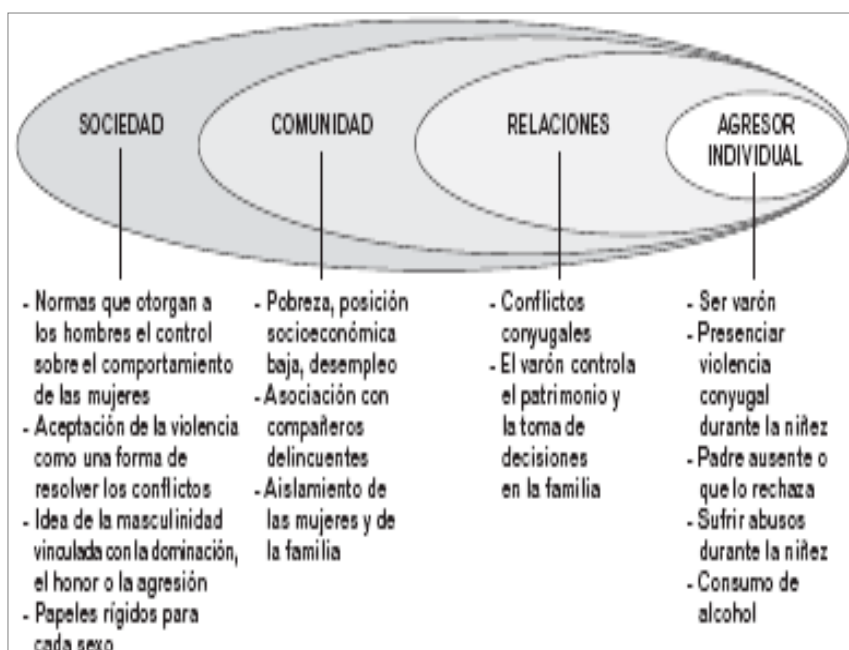 SOCIEDAD
COMUNIDAD
RELACIONES
AGRESOR
INDIVIDUAL
- Normas que otorgan a
los hombres el control
sobre el comportamiento
de las mujeres
- Aceptación de la violencia
como una forma de
resolver los conflictos
- Idea de la masculinidad
vinculada con la dominación,
el honor o la agresión
- Papeles rígidos para
cada sexo
- Pobreza, posición
socioeconómica
baja, desempleo
- Asociación con
compañeros
delincuentes
- Aislamiento de
las mujeres y de
la familia
- Conflictos
conyugales
- El varón controla
el patrimonio y
la toma de
decisiones
en la familia
- Ser varón
- Presenciar
violencia
conyugal
durante la niñez
- Padre ausente o
que lo rechaza
- Sufrir abusos
durante la niñez
- Consumo de
alcohol